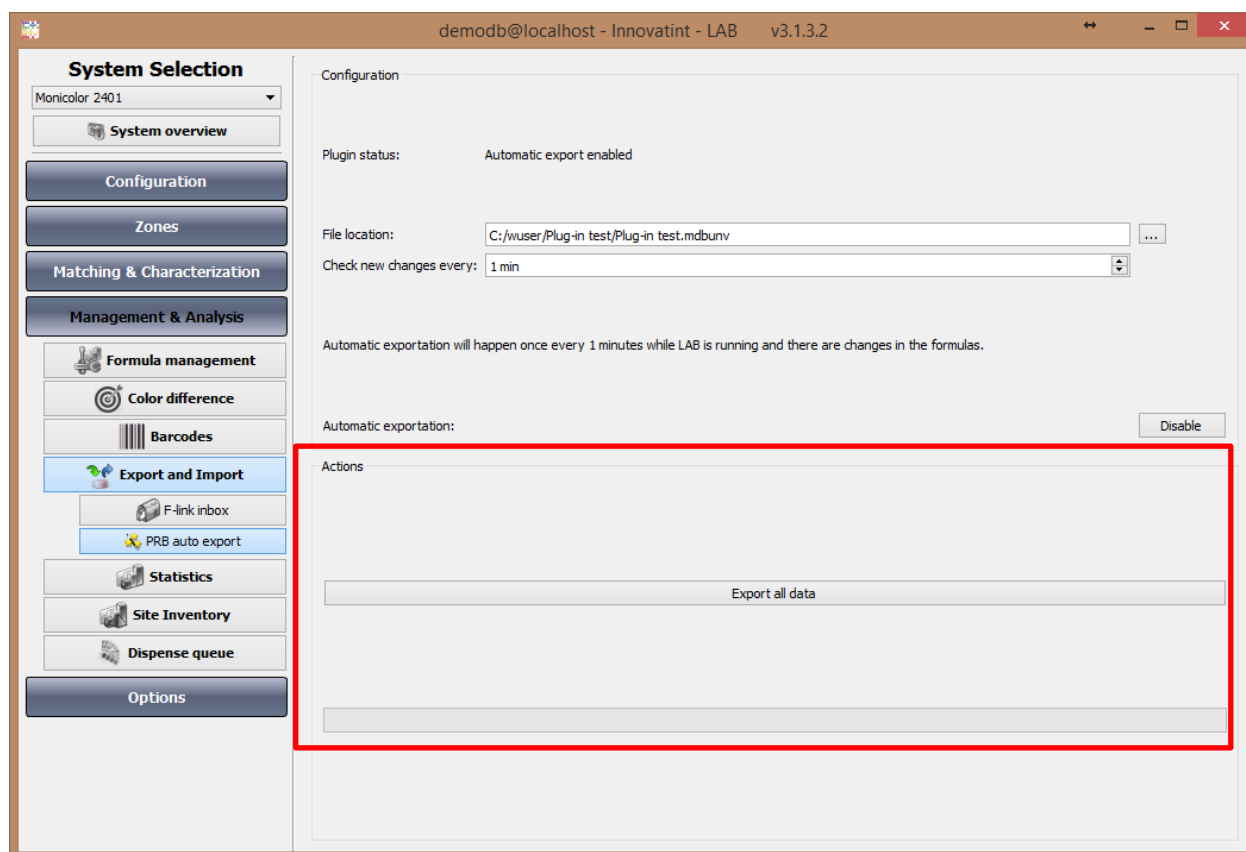 demodb@localhost - Innovatint - LAB v3.1.3.2
System Selection
Monicolor 2401
System overview
Configuration
Zones
Matching & Characterization
Management & Analysis
Formula management
Color difference
Barcodes
Export and Import
F-link inbox
PRB auto export
Statistics
Site Inventory
Dispense queue
Options
Configuration
Plugin status: Automatic export enabled
File location: C:/wuser/Plug-in test/Plug-in test.mdbunv ...
Check new changes every: 1 min
Automatic exportation will happen once every 1 minutes while LAB is running and there are changes in the formulas.
Automatic exportation: Disable
Actions
Export all data